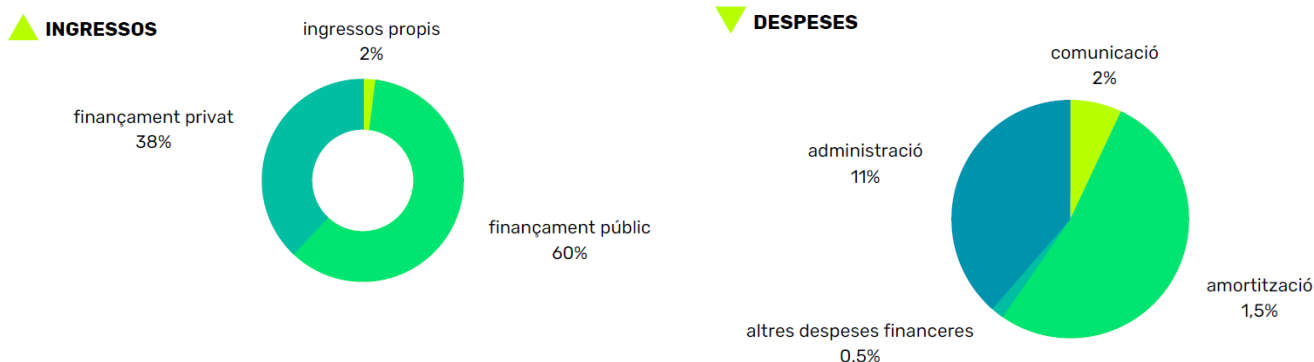 INGRESSOS
ingressos propis
2%
finançament privat
38%
finançament públic
60%
DESPESES
comunicació
2%
administració
11%
amortització
1,5%
altres despeses financeres
0.5%